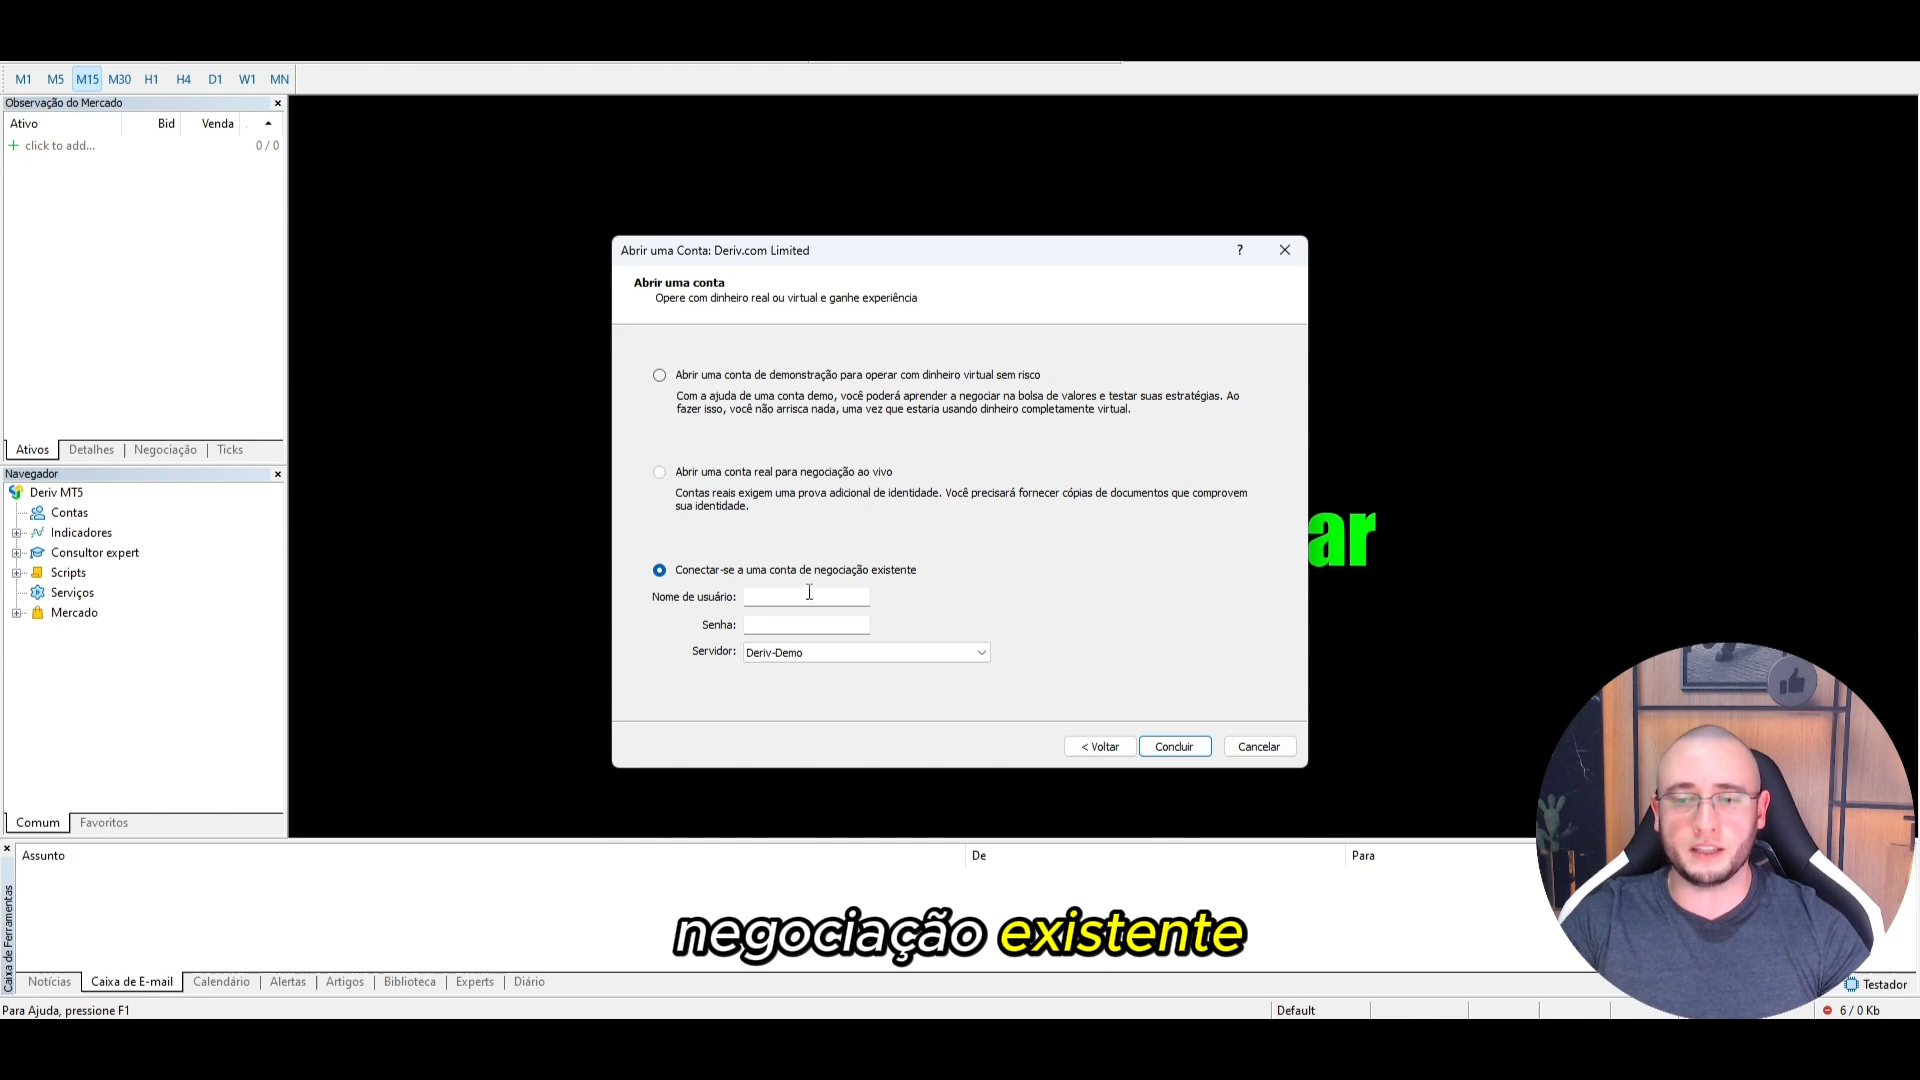 M1 M5 M15 M30 H1 H4 D1 W1 MN
Observação do Mercado
Ativo Bid Venda
click to add... 0 / 0
Ativos Detalhes Negociação Ticks
Navegador
Deriv MT5
Contas
Indicadores
Consultor expert
Scripts
Serviços
Mercado
Comum Favoritos
Abrir uma Conta: Deriv.com Limited
Abrir uma conta
Opere com dinheiro real ou virtual e ganhe experiência
Abrir uma conta de demonstração para operar com dinheiro virtual sem risco
Com a ajuda de uma conta demo, você poderá aprender a negociar na bolsa de valores e testar suas estratégias. Ao
fazer isso, você não arrisca nada, uma vez que estaria usando dinheiro completamente virtual.
Abrir uma conta real para negociação ao vivo
Contas reais exigem uma prova adicional de identidade. Você precisará fornecer cópias de documentos que comprovem
sua identidade.
Conectar-se a uma conta de negociação existente
Nome de usuário:
Senha:
Servidor: Deriv-Demo
< Voltar Concluir Cancelar
ar
Assunto De Para
Caixa de Ferramentas
negociação existente
Notícias Caixa de E-mail Calendário Alertas Artigos Biblioteca Experts Diário
Testador
Para Ajuda, pressione F1 Default 6 / 0 Kb